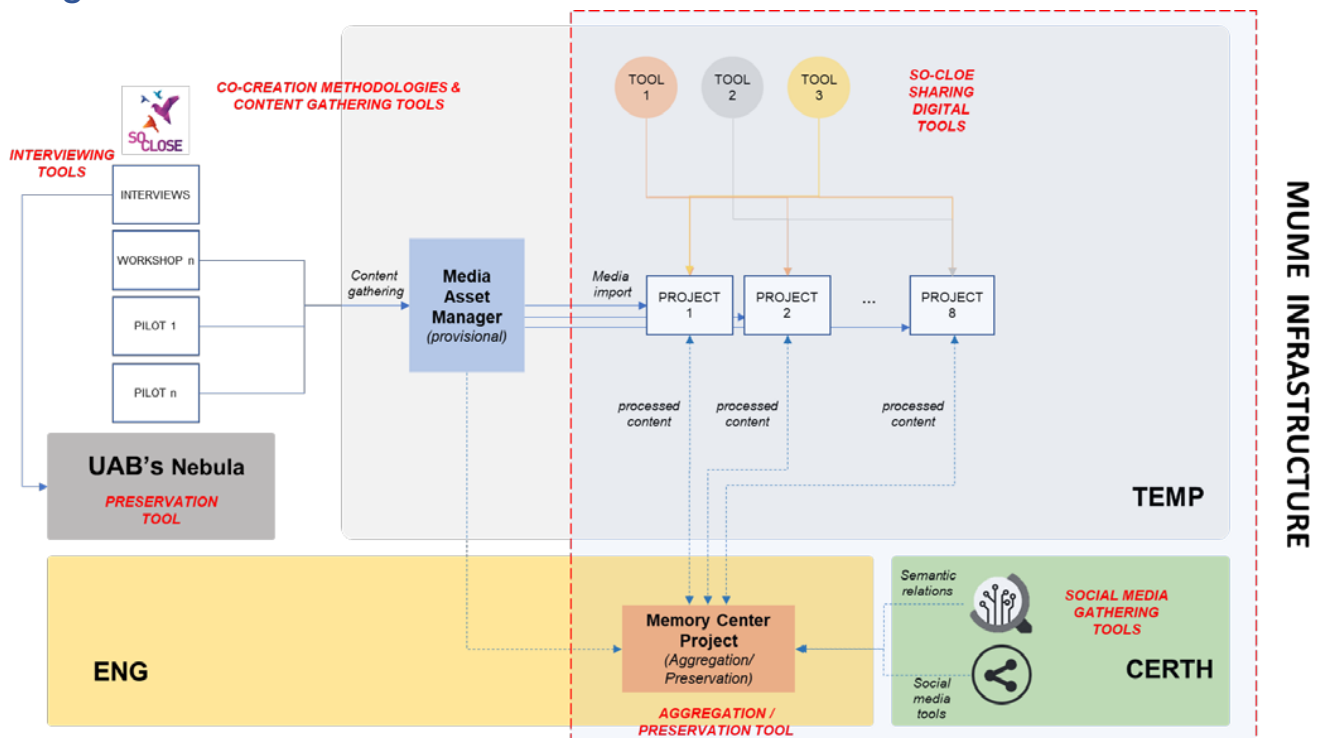 CO-CREATION METHODOLOGIES &
CONTENT GATHERING TOOLS
SO CLOSE
INTERVIEWING
TOOLS
INTERVIEWS
WORKSHOP n
PILOT 1
PILOT n
UAB's Nebula
PRESERVATION
TOOL
Content
gathering
Media
Asset
Manager
(provisional)
Media
import
TOOL
1
TOOL
2
TOOL
3
SO-CLOE
SHARING
DIGITAL
TOOLS
PROJECT
1
PROJECT
2
...
PROJECT
8
processed
content
processed
content
processed
content
TEMP
MUME INFRASTRUCTURE
ENG
Memory Center
Project
(Aggregation/
Preservation)
AGGREGATION /
PRESERVATION TOOL
Semantic
relations
Social
media
tools
SOCIAL MEDIA
GATHERING
TOOLS
CERTH